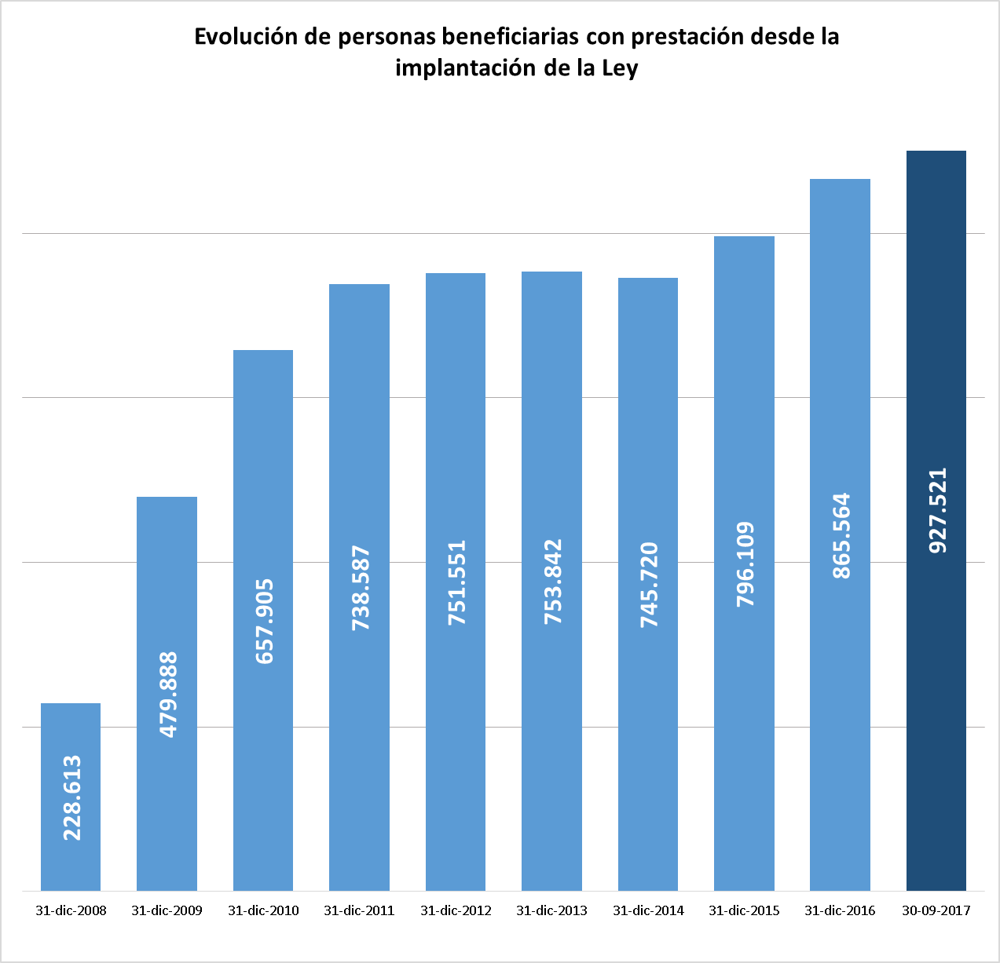 Evolución de personas beneficiarias con prestación desde la
implantación de la Ley
228.613
479.888
657.905
738.587
751.551
753.842
745.720
796.109
865.564
927.521
31-dic-2008
31-dic-2009
31-dic-2010
31-dic-2011
31-dic-2012
31-dic-2013
31-dic-2014
31-dic-2015
31-dic-2016
30-09-2017